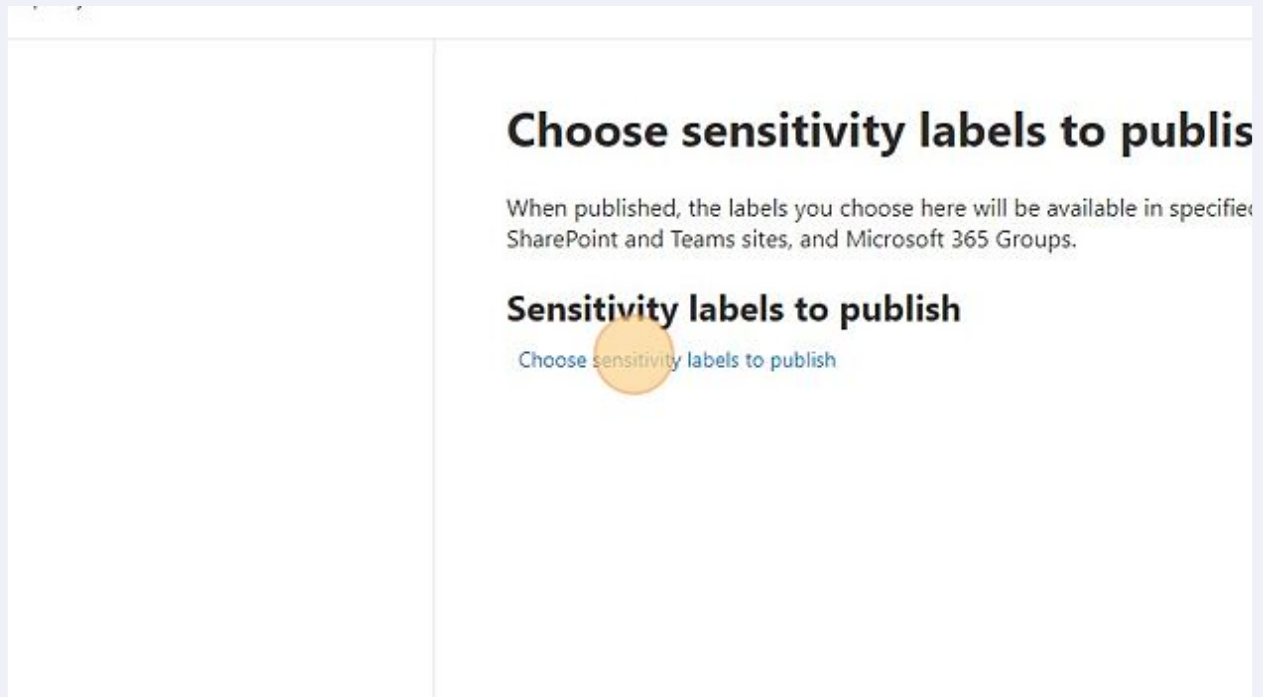 Choose sensitivity labels to publis
When published, the labels you choose here will be available in specified
SharePoint and Teams sites, and Microsoft 365 Groups.
Sensitivity labels to publish
Choose sensitivity labels to publish